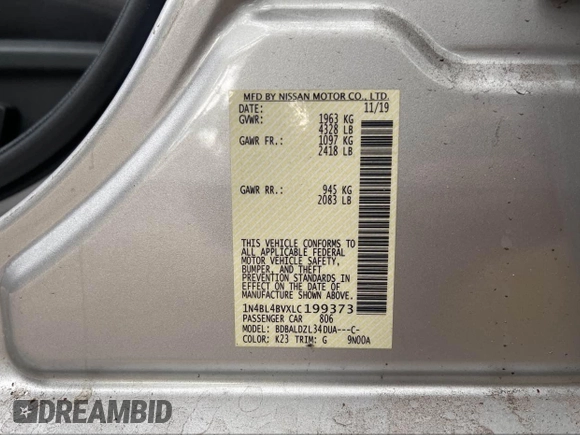 MFD BY NISSAN MOTOR CO., LTD.
DATE: 11/19
GVWR: 1963 KG
4328 LB
GAWR FR.: 1097 KG
2418 LB
GAWR RR.: 945 KG
2083 LB
THIS VEHICLE CONFORMS TO
ALL APPLICABLE FEDERAL
MOTOR VEHICLE SAFETY,
BUMPER, AND THEFT
PREVENTION STANDARDS IN
EFFECT ON THE DATE OF
MANUFACTURE SHOWN ABOVE.
1N4BL4BVXLC199373
PASSENGER CAR 806
MODEL: BDBALDZL34DUA---C-
COLOR: K23 TRIM: G 9N00A
DREAMBID